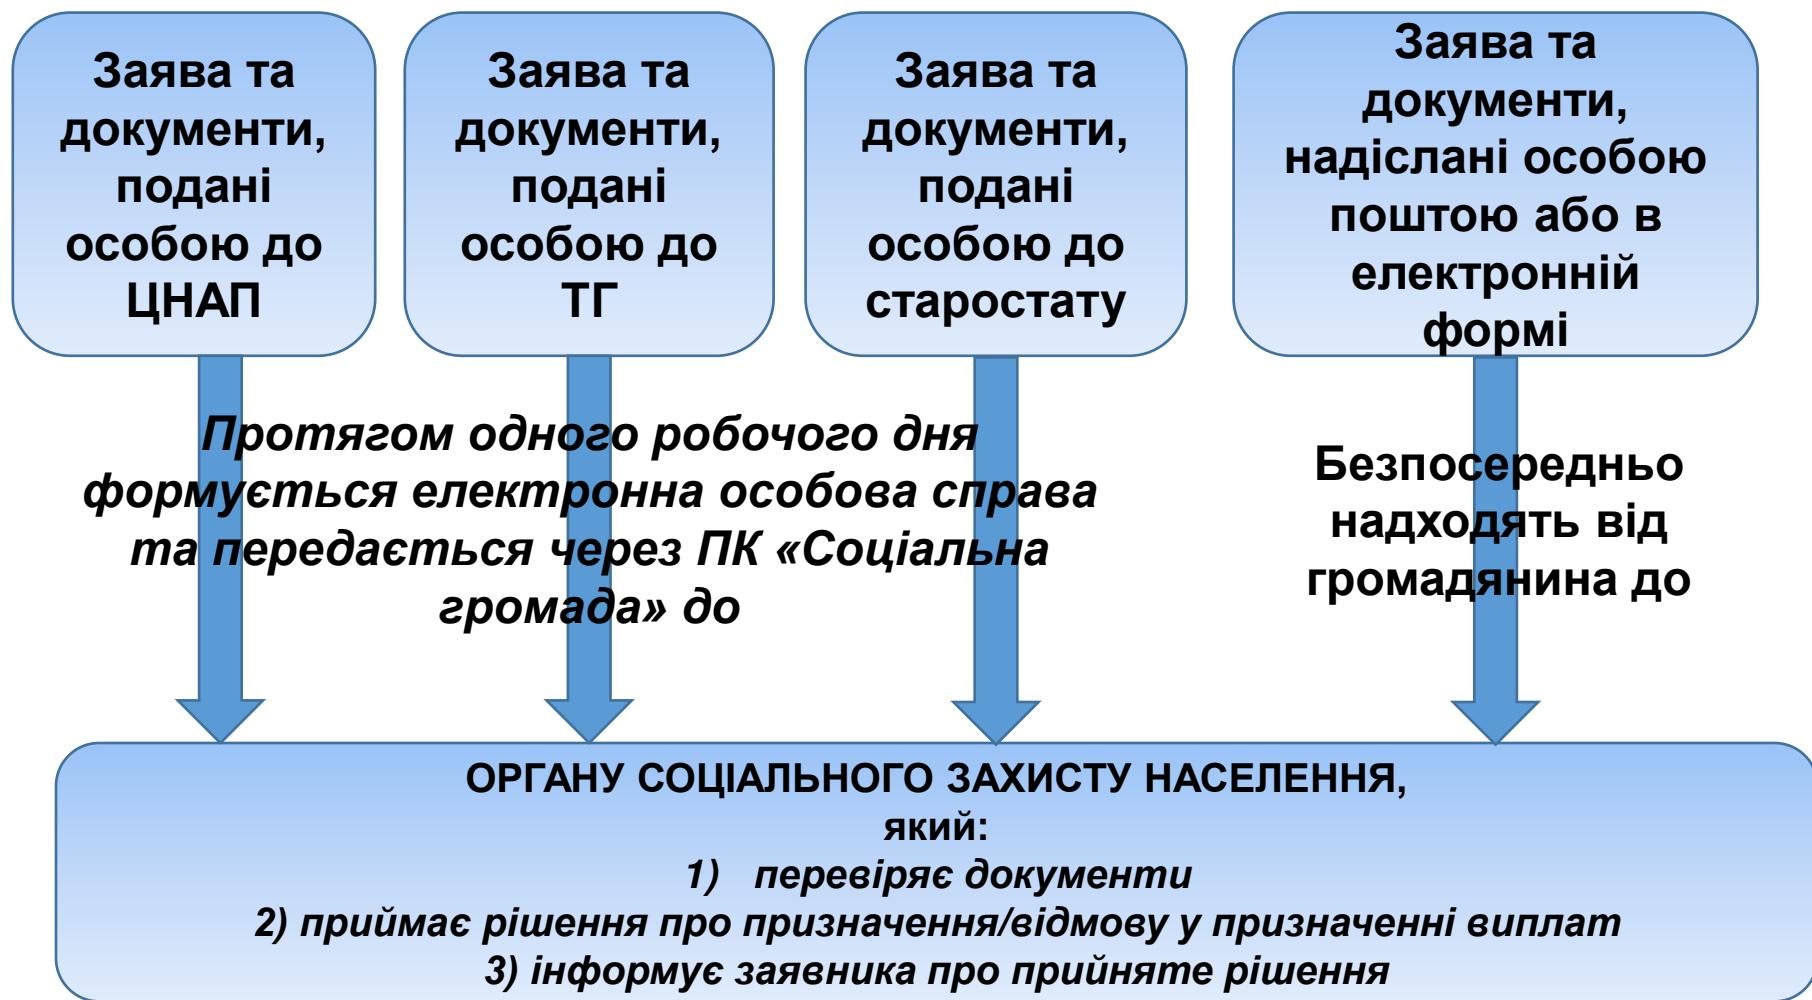 Заява та
документи,
подані
особою до
ЦНАП
Заява та
документи,
подані
особою до
ТГ
Заява та
документи,
подані
особою до
старостату
Заява та
документи,
надіслані особою
поштою або в
електронній
формі
Протягом одного робочого дня
формується електронна особова справа
та передається через ПК «Соціальна
громада» до
Безпосередньо
надходять від
громадянина до
ОРГАНУ СОЦІАЛЬНОГО ЗАХИСТУ НАСЕЛЕННЯ,
який:
1) перевіряє документи
2) приймає рішення про призначення/відмову у призначенні виплат
3) інформує заявника про прийняте рішення